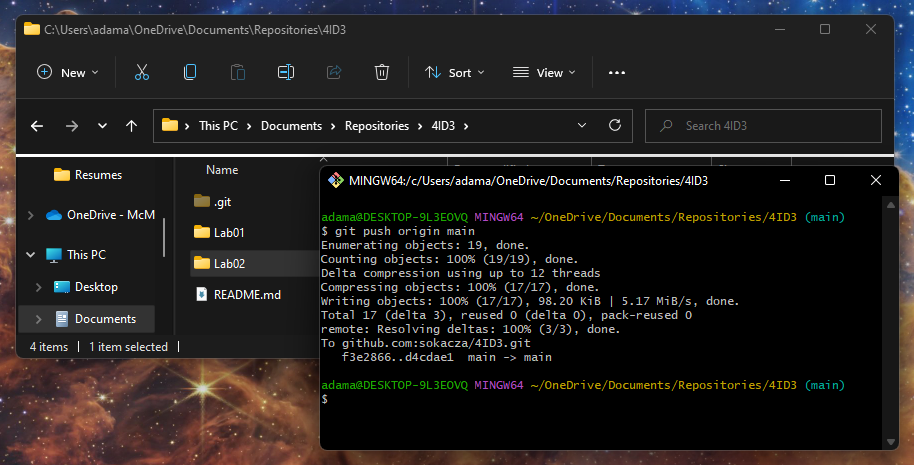 C:\Users\adama\OneDrive\Documents\Repositories\4ID3
New
Sort
View
This PC > Documents > Repositories > 4ID3 >
Search 4ID3
Resumes
OneDrive - McM
This PC
Desktop
Documents
Name
.git
Lab01
Lab02
README.md
4 items
1 item selected
MINGW64:/c/Users/adama/OneDrive/Documents/Repositories/4ID3
adama@DESKTOP-9L3EOVQ MINGW64 ~/OneDrive/Documents/Repositories/4ID3 (main)
$ git push origin main
Enumerating objects: 19, done.
Counting objects: 100% (19/19), done.
Delta compression using up to 12 threads
Compressing objects: 100% (17/17), done.
Writing objects: 100% (17/17), 98.20 KiB | 5.17 MiB/s, done.
Total 17 (delta 3), reused 0 (delta 0), pack-reused 0
remote: Resolving deltas: 100% (3/3), done.
To github.com:sokacza/4ID3.git
f3e2866..d4cdae1  main -> main
adama@DESKTOP-9L3EOVQ MINGW64 ~/OneDrive/Documents/Repositories/4ID3 (main)
$